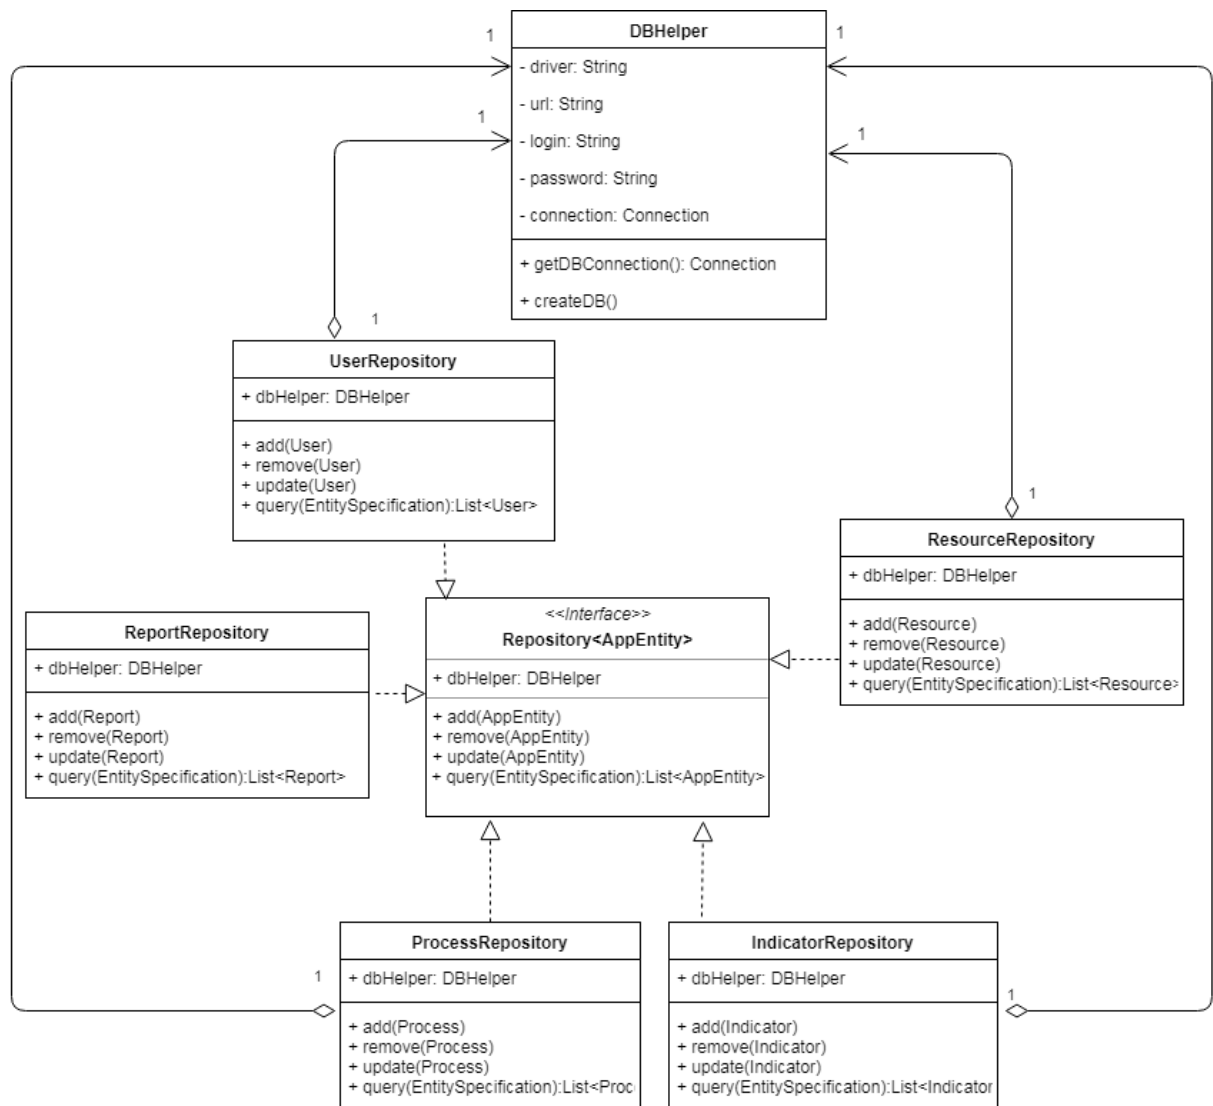 1
DBHelper
1
- driver: String
- url: String
1
- login: String
1
- password: String
- connection: Connection
+ getDBConnection(): Connection
+ createDB()
1
UserRepository
+ dbHelper: DBHelper
+ add(User)
+ remove(User)
+ update(User)
+ query(EntitySpecification):List<User>
1
ResourceRepository
+ dbHelper: DBHelper
+ add(Resource)
+ remove(Resource)
+ update(Resource)
+ query(EntitySpecification):List<Resource>
ReportRepository
+ dbHelper: DBHelper
+ add(Report)
+ remove(Report)
+ update(Report)
+ query(EntitySpecification):List<Report>
<<Interface>>
Repository<AppEntity>
+ dbHelper: DBHelper
+ add(AppEntity)
+ remove(AppEntity)
+ update(AppEntity)
+ query(EntitySpecification):List<AppEntity>
1
ProcessRepository
+ dbHelper: DBHelper
+ add(Process)
+ remove(Process)
+ update(Process)
+ query(EntitySpecification):List<Proc
IndicatorRepository
+ dbHelper: DBHelper
+ add(Indicator)
+ remove(Indicator)
+ update(Indicator)
+ query(EntitySpecification):List<Indicator
1